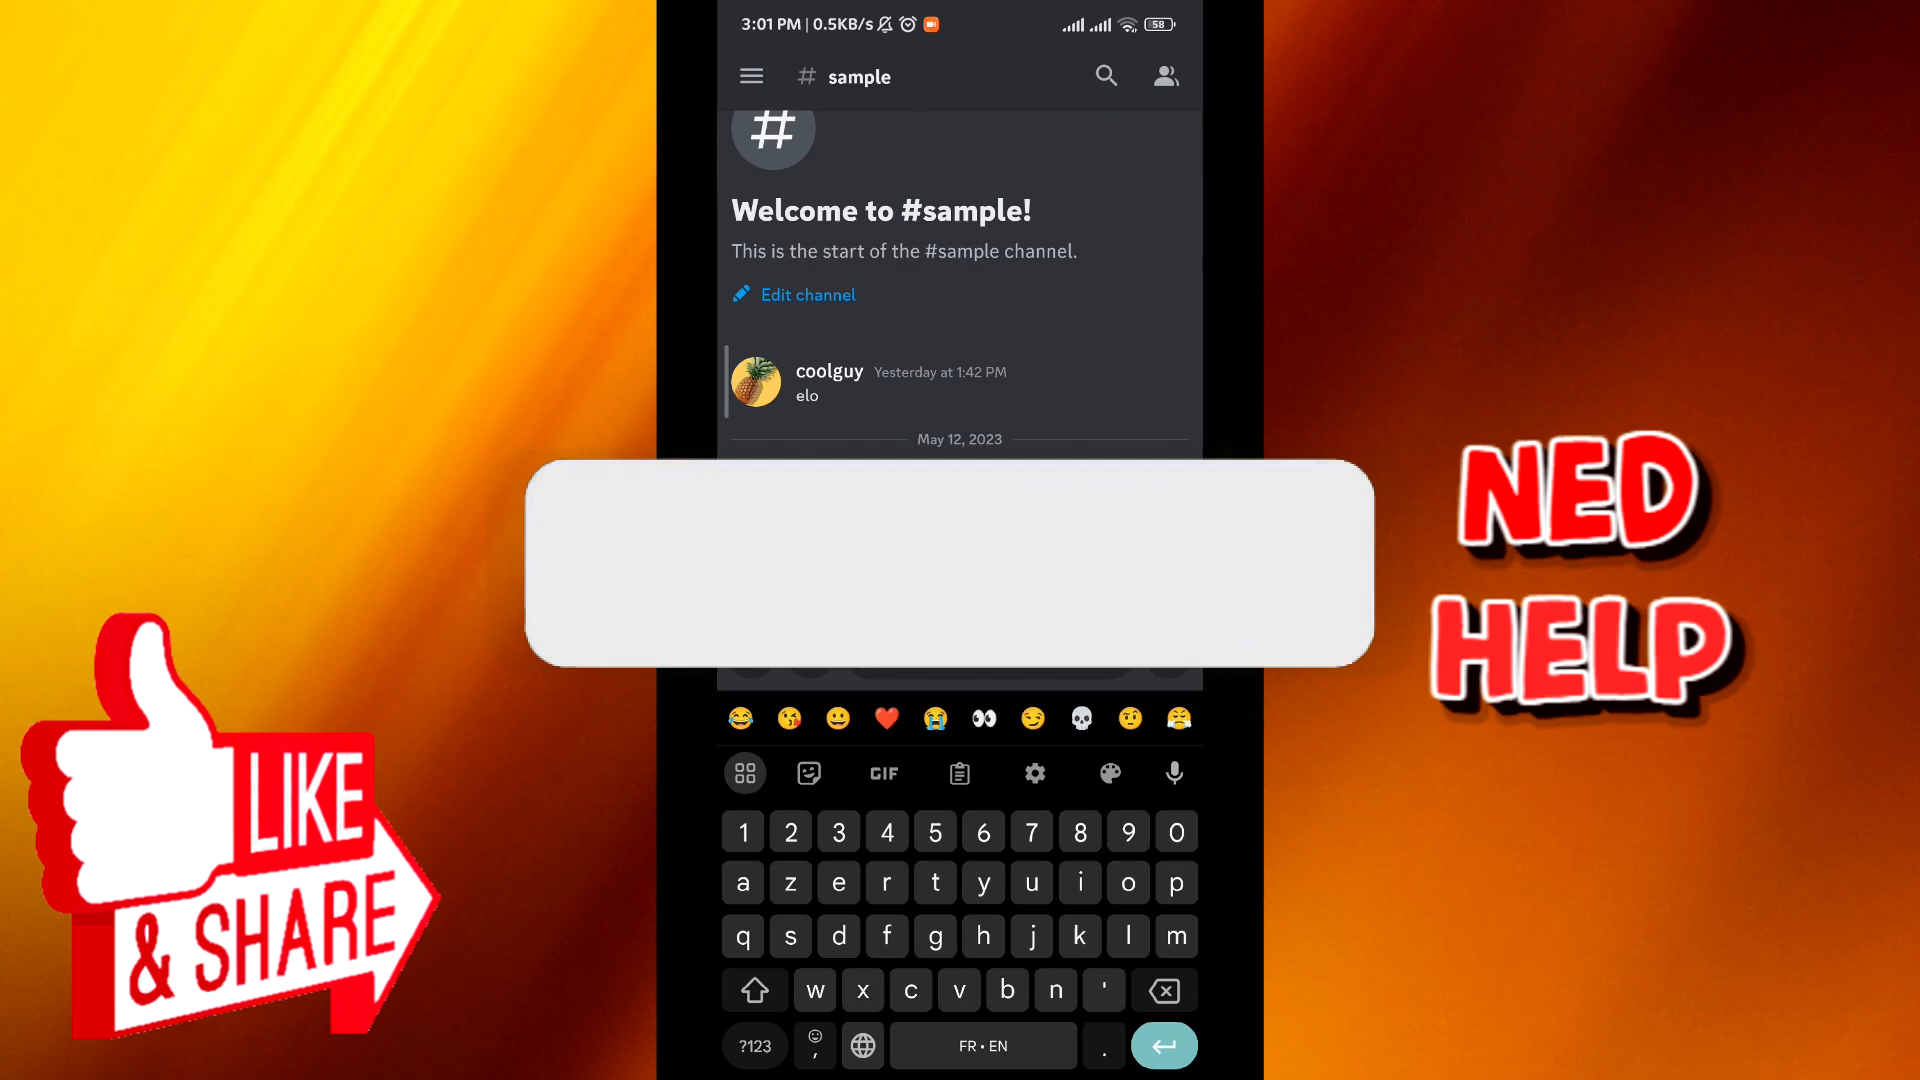 3:01 PM | 0.5KB/s
58
# sample
#
Welcome to #sample!
This is the start of the #sample channel.
Edit channel
coolguy Yesterday at 1:42 PM
elo
May 12, 2023
NED
HELP
LIKE
& SHARE
GIF
1 2 3 4 5 6 7 8 9 0
a z e r t y u i o p
q s d f g h j k l m
w x c v b n '
?123 , FR • EN .